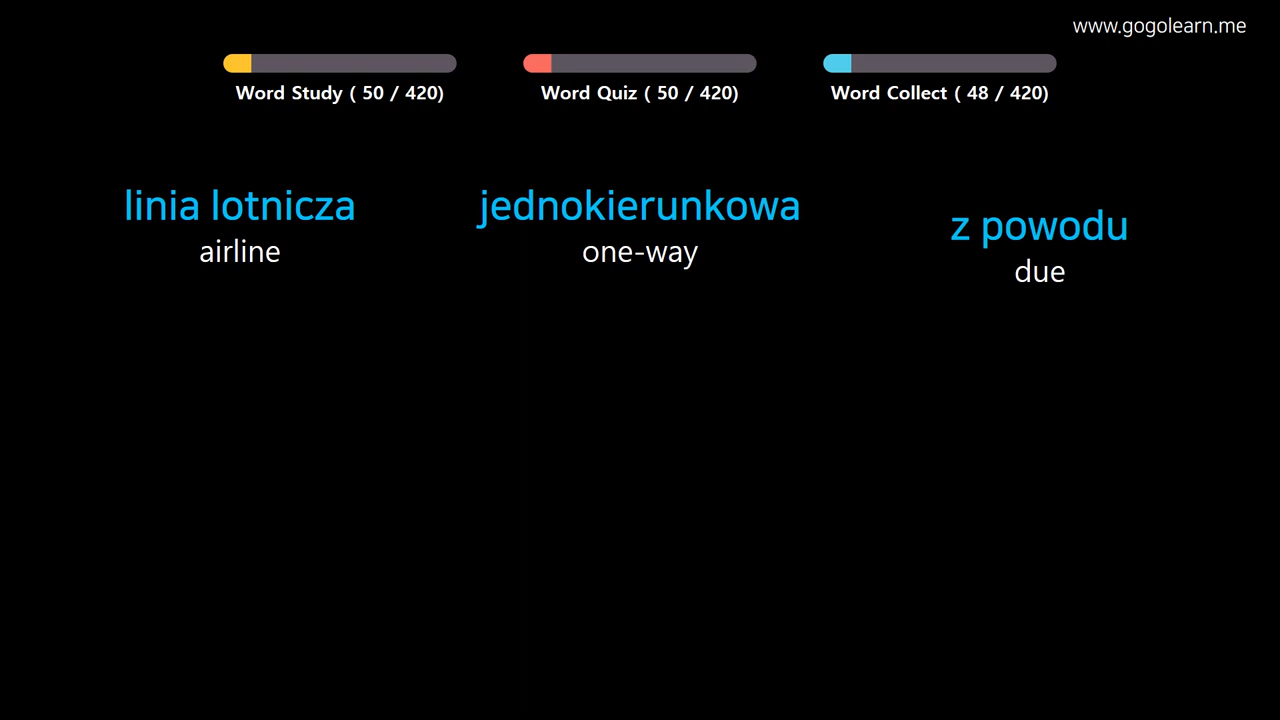 www.gogolearn.me
Word Study ( 50 / 420)
Word Quiz ( 50 / 420)
Word Collect ( 48 / 420)
linia lotnicza
airline
jednokierunkowa
one-way
z powodu
due